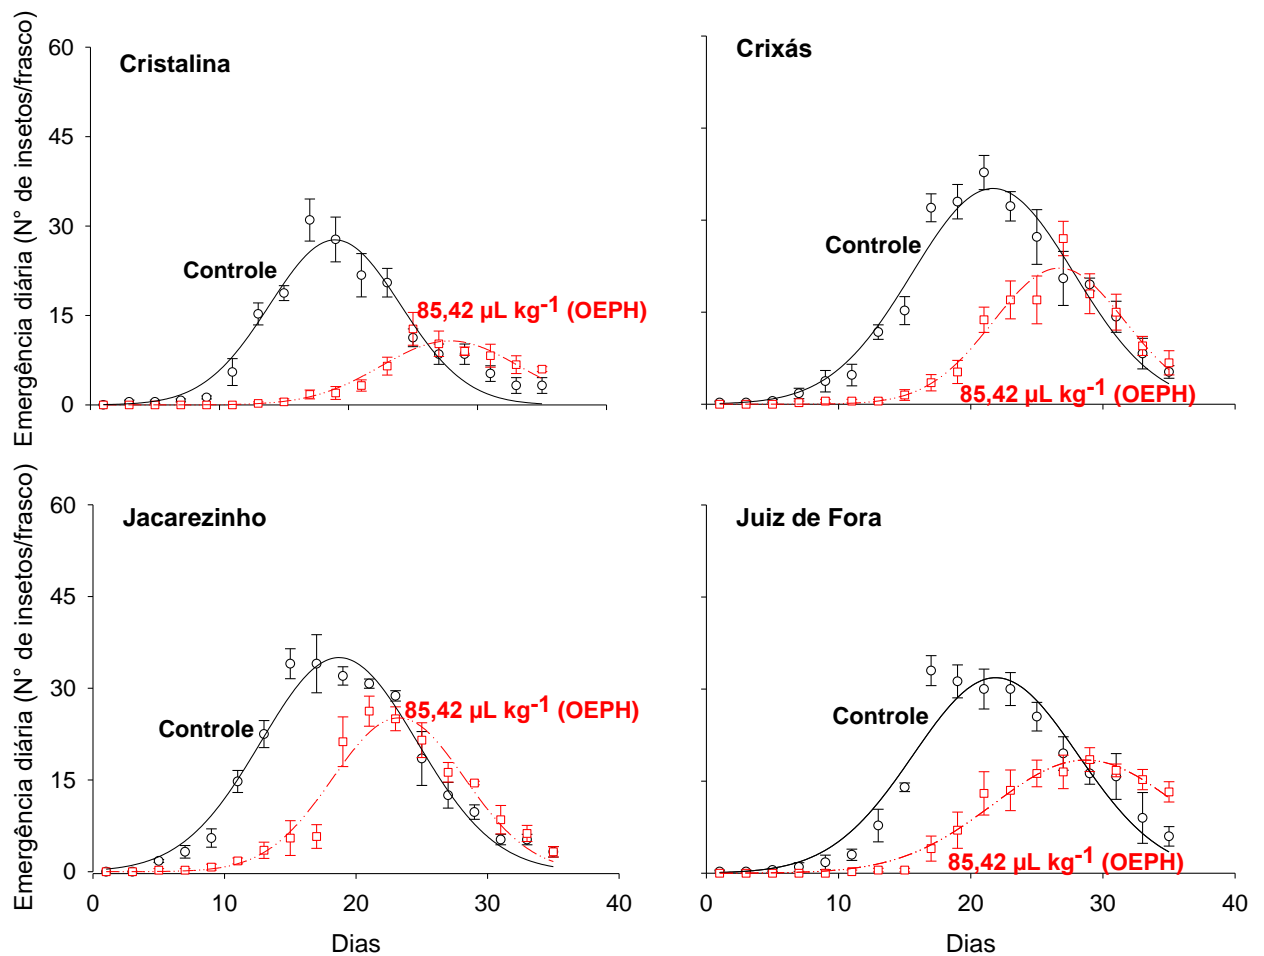 60
Cristalina
Crixás
45
30
Controle
Controle
15
85,42 µL kg-1 (OEPH)
0
85,42 µL kg-1 (OEPH)
0
10
20
30
40
Emergência diária (N° de insetos/frasco)
60
Jacarezinho
Juiz de Fora
45
30
85,42 µL kg-1 (OEPH)
Controle
Controle
15
85,42 µL kg-1 (OEPH)
0
Emergência diária (N° de insetos/frasco)
0
20
30
0
20
30
40
Dias
Dias